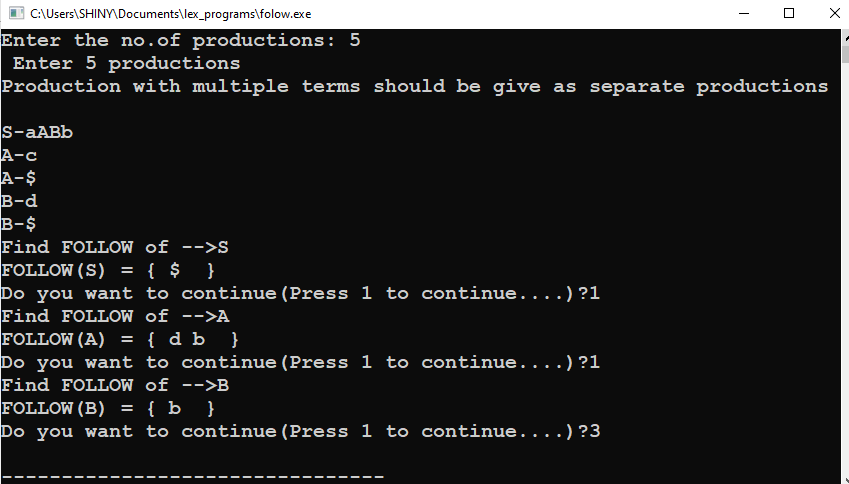 C:\Users\SHINY\Documents\lex_programs\folow.exe
Enter the no.of productions: 5
 Enter 5 productions
Production with multiple terms should be give as separate productions
S-aABb
A-c
A-$
B-d
B-$
Find FOLLOW of -->S
FOLLOW(S) = { $  }
Do you want to continue(Press 1 to continue....)?1
Find FOLLOW of -->A
FOLLOW(A) = { d b  }
Do you want to continue(Press 1 to continue....)?1
Find FOLLOW of -->B
FOLLOW(B) = { b  }
Do you want to continue(Press 1 to continue....)?3
--------------------------------